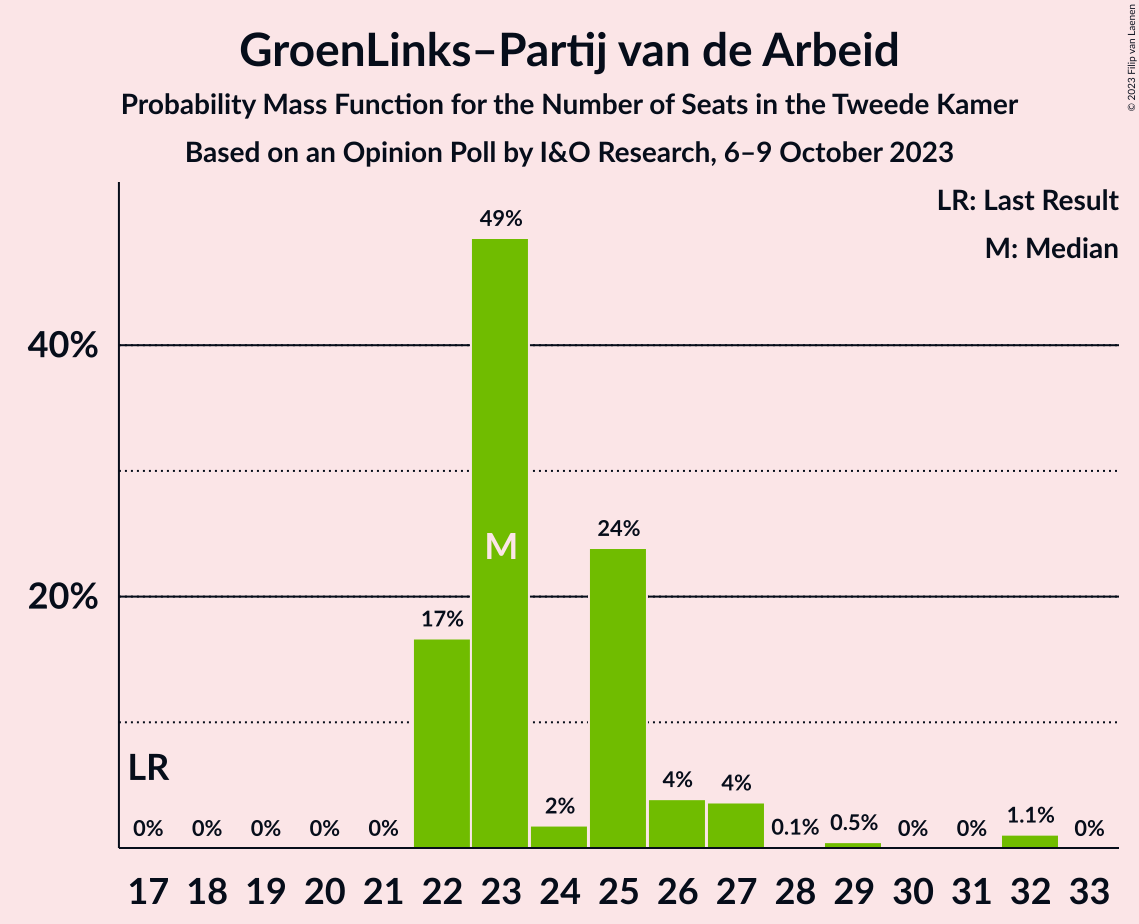 GroenLinks–Partij van de Arbeid
Probability Mass Function for the Number of Seats in the Tweede Kamer
Based on an Opinion Poll by I&O Research, 6–9 October 2023
© 2023 Filip van Laenen
LR: Last Result
M: Median
49%
40%
24%
M
20%
17%
LR
4%
4%
2%
1.1%
0% 0% 0% 0% 0% 0.1% 0.5% 0% 0% 0%
17 18 19 20 21 22 23 24 25 26 27 28 29 30 31 32 33